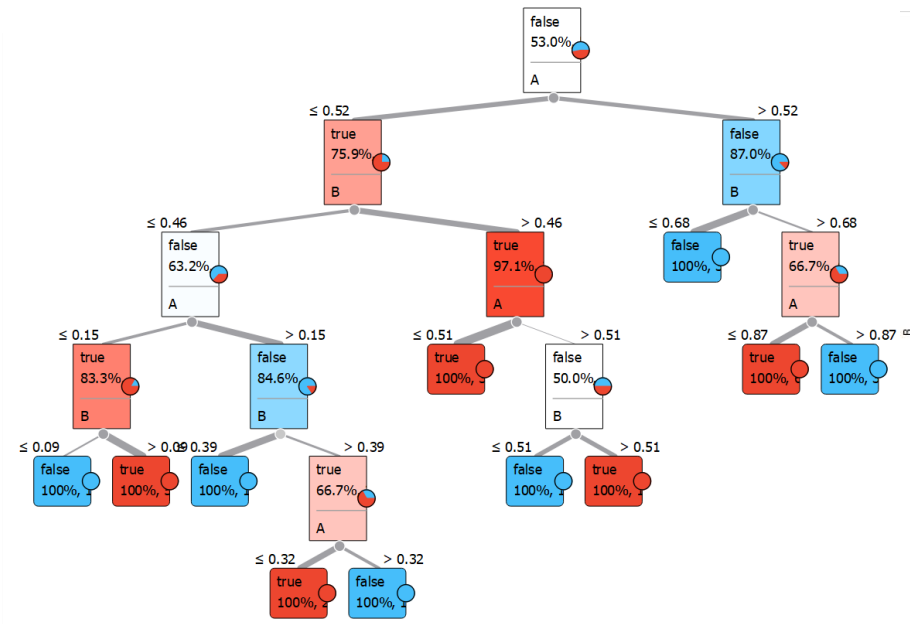 false
53.0%
A
≤ 0.52
> 0.52
true
75.9%
B
false
87.0%
B
≤ 0.46
> 0.46
≤ 0.68
> 0.68
false
63.2%
A
true
97.1%
A
false
100%,
true
66.7%
A
≤ 0.15
> 0.15
≤ 0.51
> 0.51
≤ 0.87
> 0.87
true
83.3%
B
false
84.6%
B
true
100%,
false
50.0%
B
true
100%,
false
100%,
≤ 0.09
> 0.09
≤ 0.39
> 0.39
≤ 0.51
> 0.51
false
100%,
true
100%,
false
100%,
true
66.7%
A
false
100%,
true
100%,
≤ 0.32
> 0.32
true
100%,
false
100%,